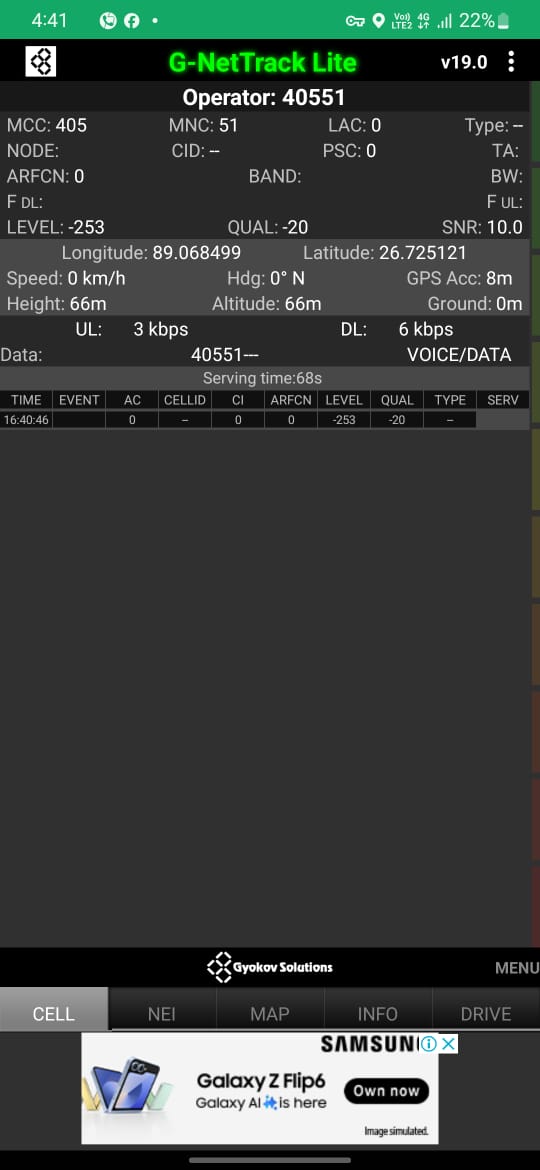 4:41 Vo)) LTE2 4G 22%
G-NetTrack Lite v19.0
Operator: 40551
MCC: 405 MNC: 51 LAC: 0 Type: --
NODE: CID: -- PSC: 0 TA:
ARFCN: 0 BAND: BW:
F DL: F UL:
LEVEL: -253 QUAL: -20 SNR: 10.0
Longitude: 89.068499 Latitude: 26.725121
Speed: 0 km/h Hdg: 0° N GPS Acc: 8m
Height: 66m Altitude: 66m Ground: 0m
UL: 3 kbps DL: 6 kbps
Data: 40551--- VOICE/DATA
Serving time:68s
TIME EVENT AC CELLID CI ARFCN LEVEL QUAL TYPE SERV
16:40:46 0 -- 0 0 -253 -20 --
Gyokov Solutions MENU
CELL NEI MAP INFO DRIVE
SAMSUN
Galaxy Z Flip6
Galaxy AI is here
Own now
Image simulated.